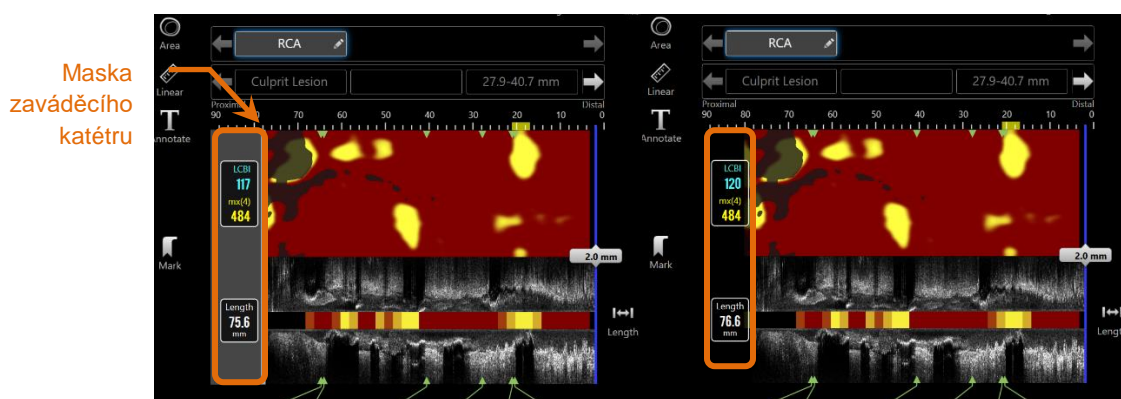 Maska
zaváděcího
katétru
Area
RCA
Linear
Culprit Lesion
27.9-40.7 mm
Proximal
Distal
90 70 60 50 40 30 20 10 0
Annotate
LCBI
117
mx(4)
484
2.0 mm
Mark
Length
75.6
mm
Length
Area
RCA
Linear
Culprit Lesion
27.9-40.7 mm
Proximal
Distal
90 80 70 60 50 40 30 20 10 0
Annotate
LCBI
120
mx(4)
484
2.0 mm
Mark
Length
76.6
mm